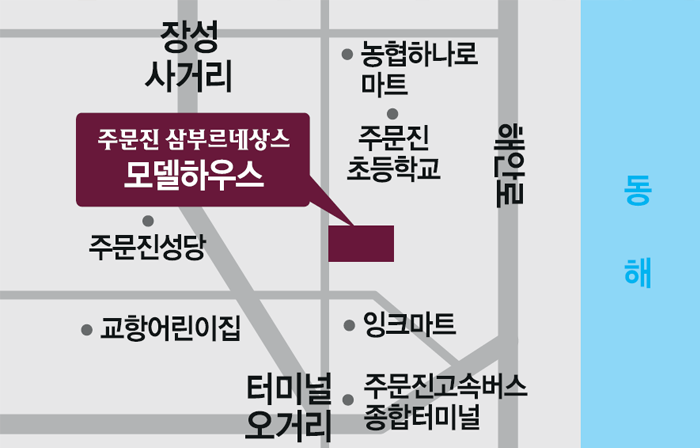 장성
사거리
농협하나로
마트
주문진
초등학교
해안로
주문진 삼부르네상스
모델하우스
동
해
주문진성당
교항어린이집
잉크마트
터미널
오거리
주문진고속버스
종합터미널